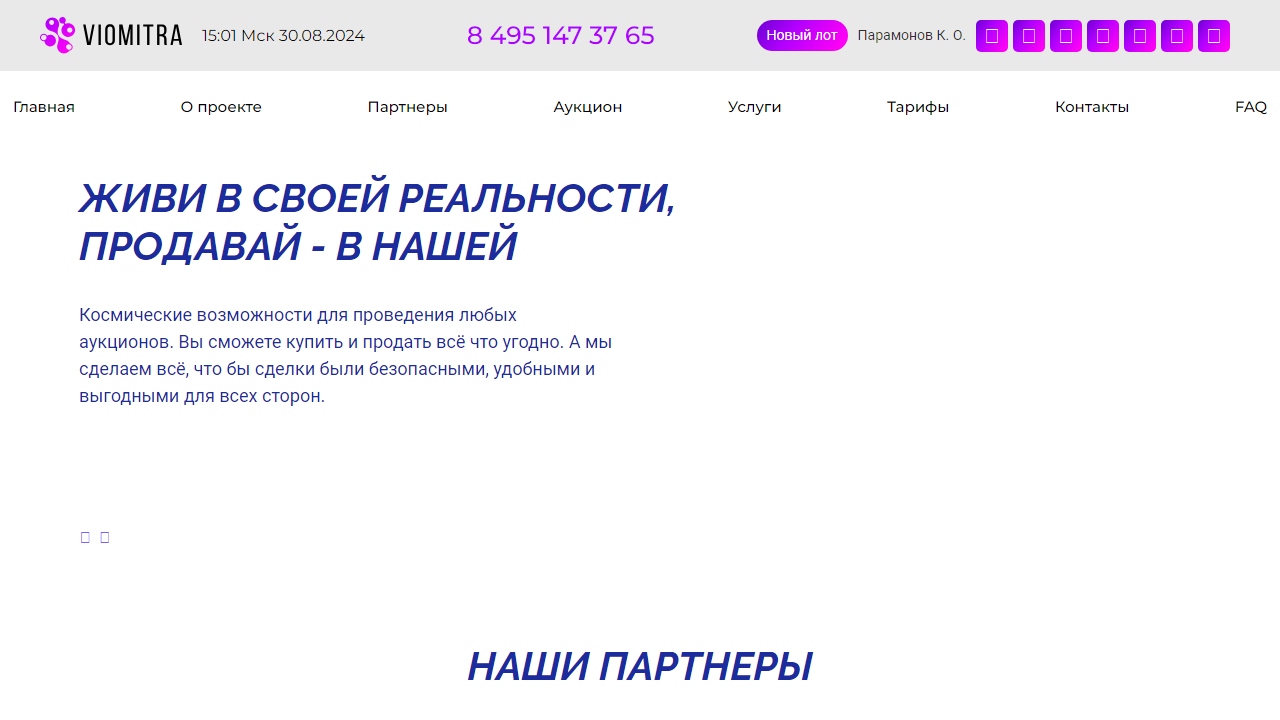 VIOMITRA
15:01 Мск 30.08.2024
8 495 147 37 65
Новый лот
Парамонов К. О.
Главная
О проекте
Партнеры
Аукцион
Услуги
Тарифы
Контакты
FAQ
ЖИВИ В СВОЕЙ РЕАЛЬНОСТИ,
ПРОДАВАЙ - В НАШЕЙ
Космические возможности для проведения любых
аукционов. Вы сможете купить и продать всё что угодно. А мы
сделаем всё, что бы сделки были безопасными, удобными и
выгодными для всех сторон.
НАШИ ПАРТНЕРЫ